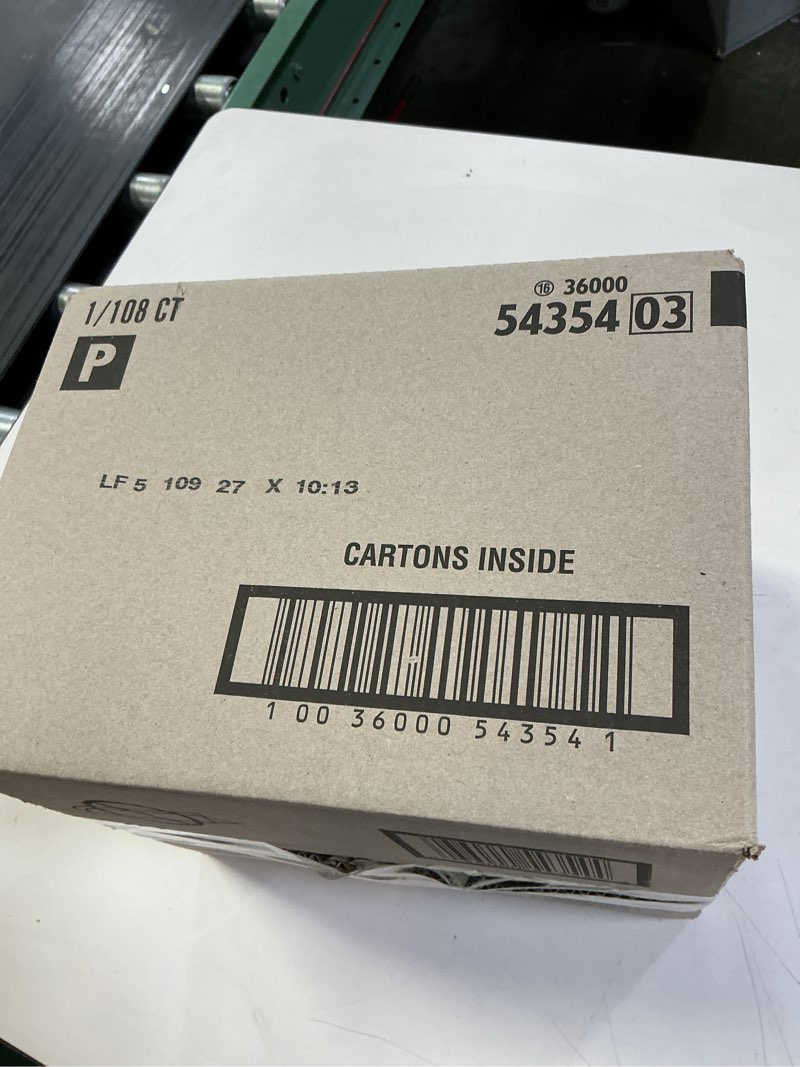 1/108 CT
P
16 36000
54354 03
LF 5 109 27 X 10:13
CARTONS INSIDE
1 00 36000 54354 1